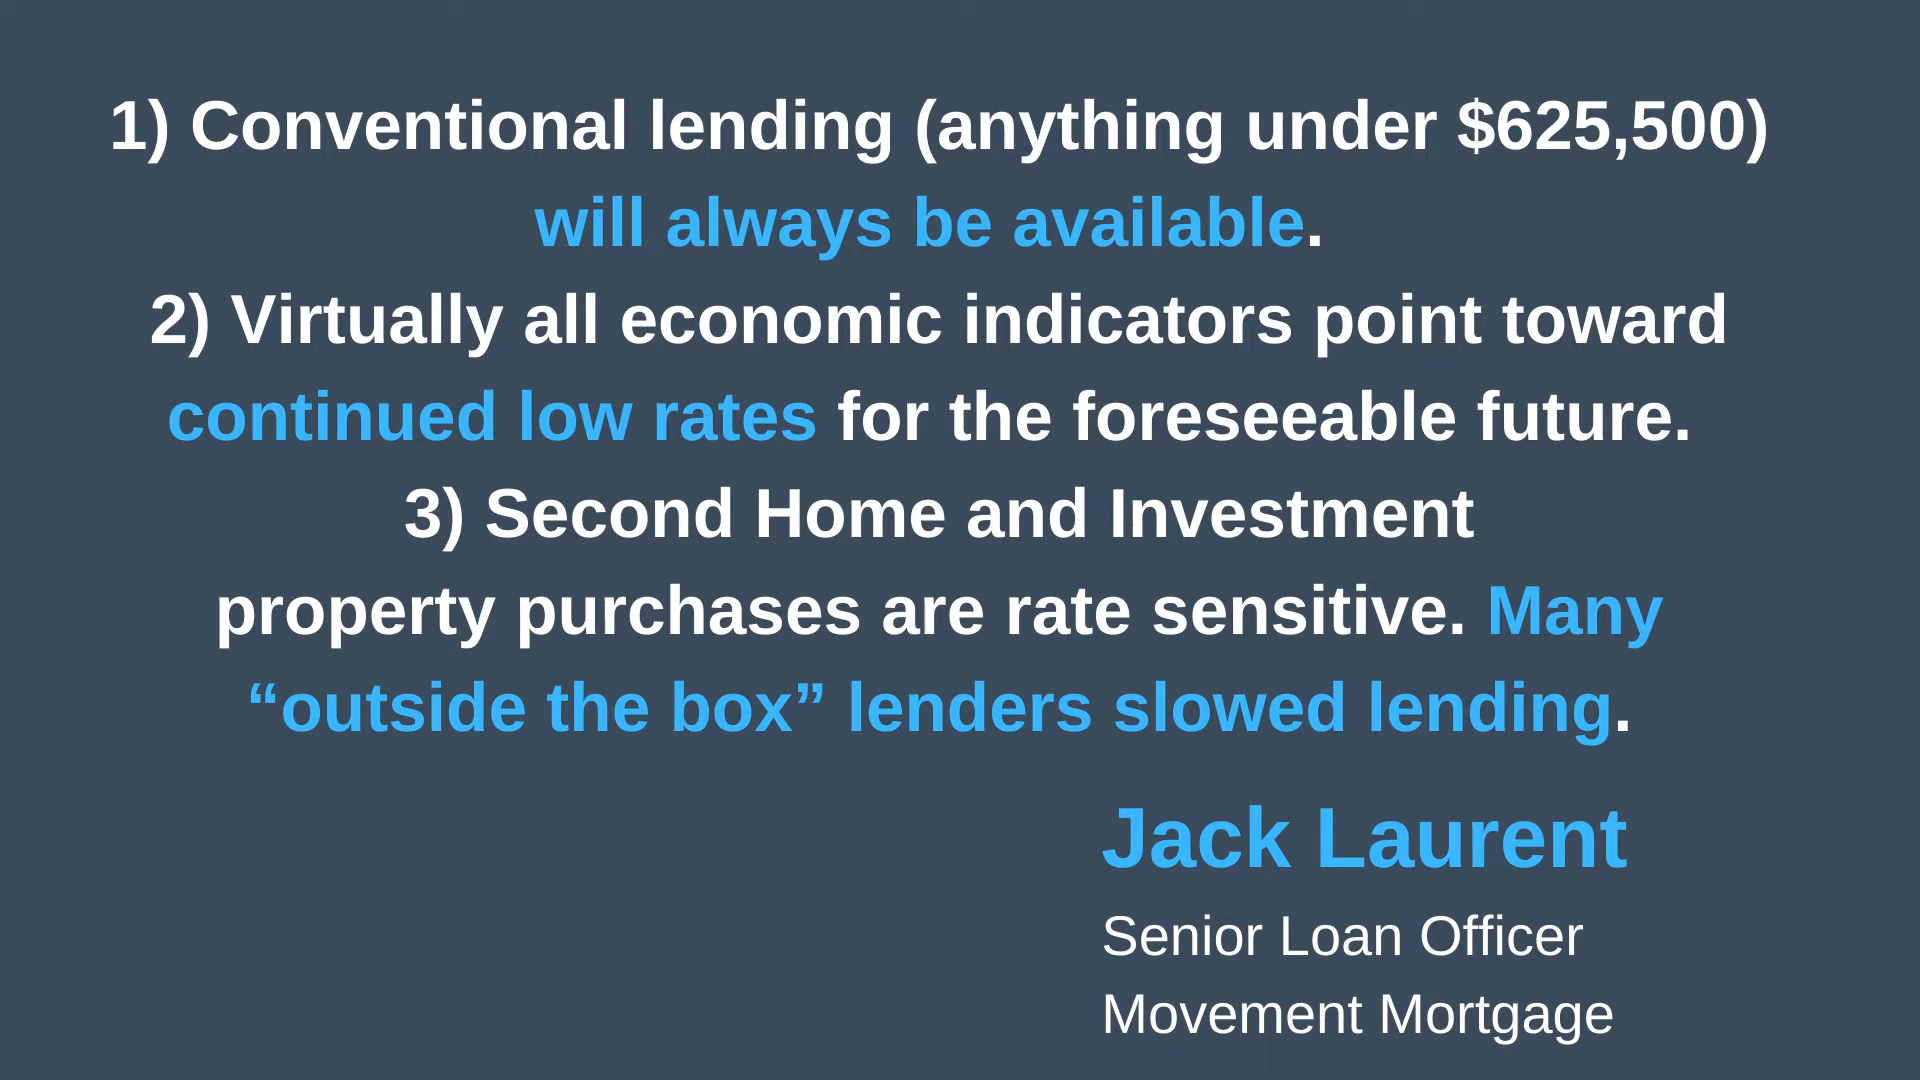 1) Conventional lending (anything under $625,500)
will always be available.
2) Virtually all economic indicators point toward
continued low rates for the foreseeable future.
3) Second Home and Investment
property purchases are rate sensitive. Many
“outside the box” lenders slowed lending.
Jack Laurent
Senior Loan Officer
Movement Mortgage